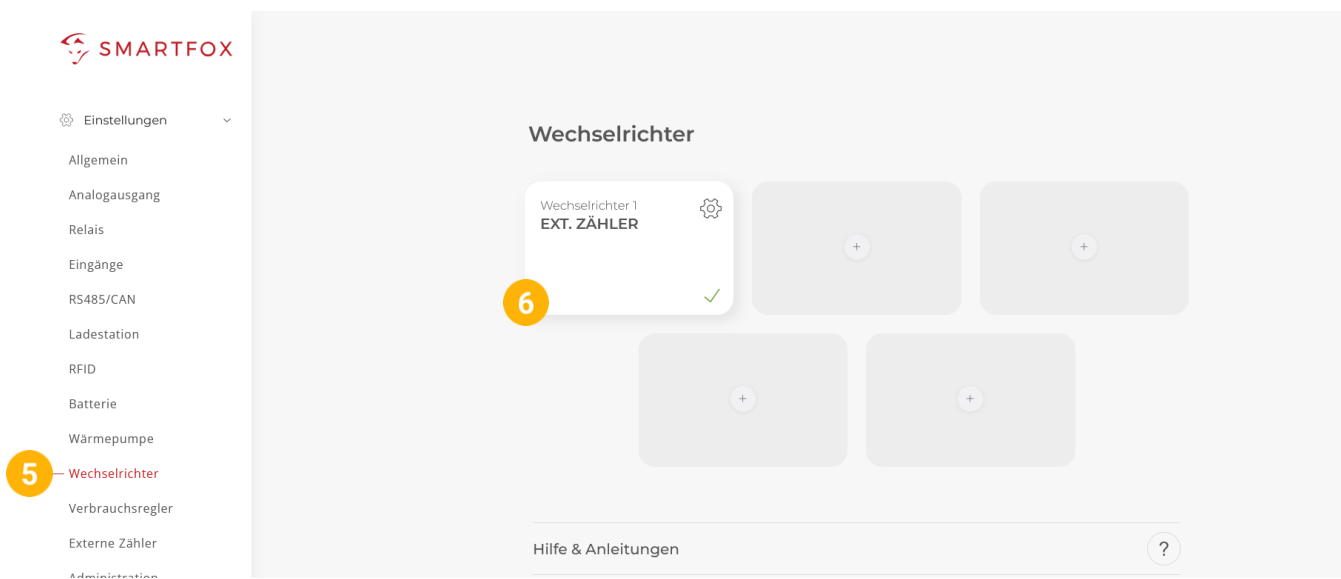 SMARTFOX
Einstellungen
Allgemein
Analogausgang
Relais
Eingänge
RS485/CAN
Ladestation
RFID
Batterie
Wärmepumpe
5
Wechselrichter
Verbrauchsregler
Externe Zähler
Administration
Wechselrichter
Wechselrichter 1
EXT. ZÄHLER
6
+
+
+
+
Hilfe & Anleitungen
?